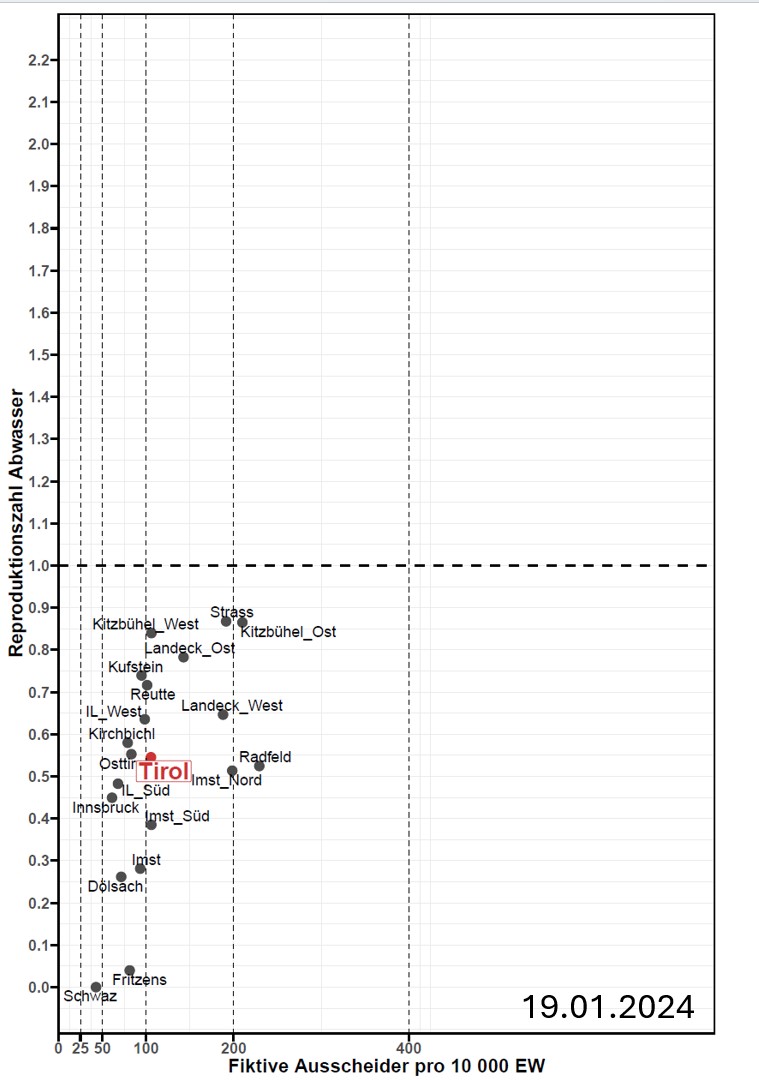 Reproduktionszahl Abwasser
2.2
2.1
2.0
1.9
1.8
1.7
1.6
1.5
1.4
1.3
1.2
1.1
1.0
0.9
0.8
0.7
0.6
0.5
0.4
0.3
0.2
0.1
0.0
Strass
Kitzbühel_West
Kitzbühel_Ost
Landeck_Ost
Kufstein
Reutte
Landeck_West
IL_West
Kirchbichl
Radfeld
Tirol
Imst_Nord
IL_Süd
Innsbruck
Imst_Süd
Imst
Dölsach
Fritzens
Schwaz
19.01.2024
0 25 50 100 200 400
Fiktive Ausscheider pro 10 000 EW